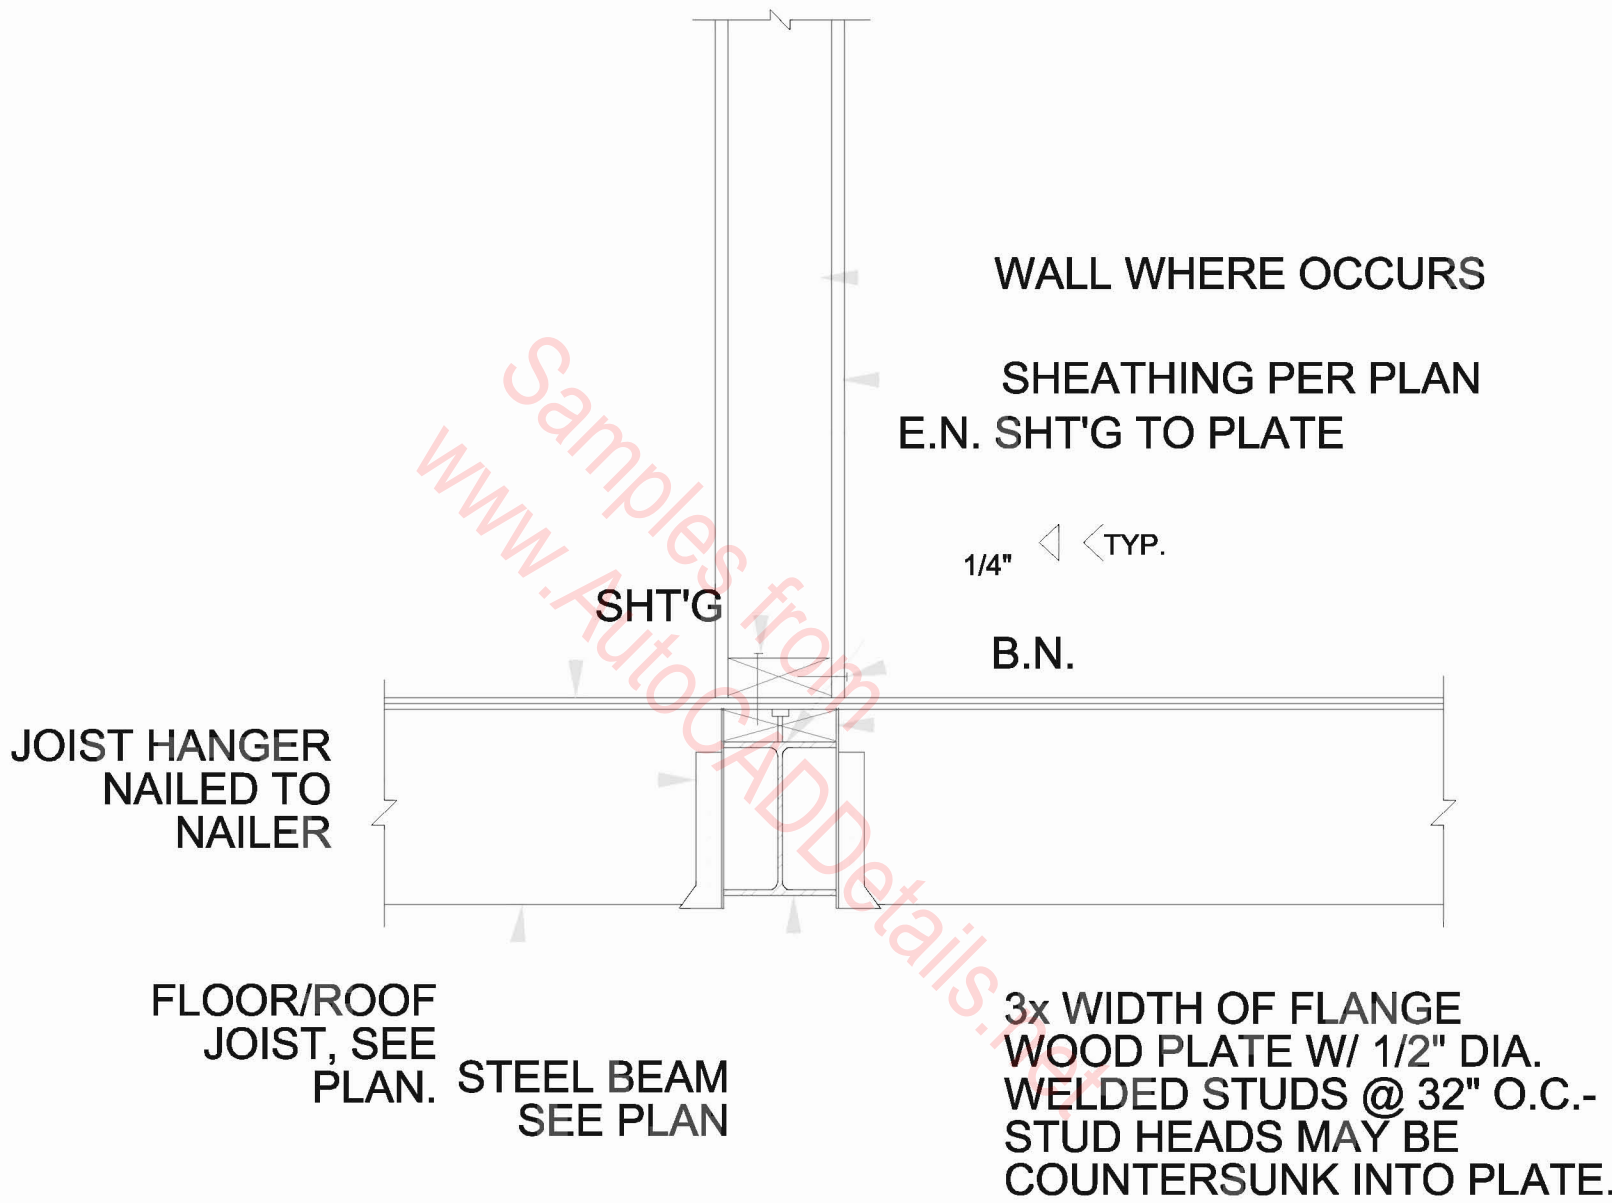 WALL WHERE OCCURS
SHEATHING PER PLAN
E.N. SHT'G TO PLATE
1/4"
TYP.
SHT'G
B.N.
JOIST HANGER
NAILED TO
NAILER
FLOOR/ROOF
JOIST, SEE
PLAN.
STEEL BEAM
SEE PLAN
3x WIDTH OF FLANGE
WOOD PLATE W/ 1/2" DIA.
WELDED STUDS @ 32" O.C.-
STUD HEADS MAY BE
COUNTERSUNK INTO PLATE.
Samples from
www.AutoCADDetails.net